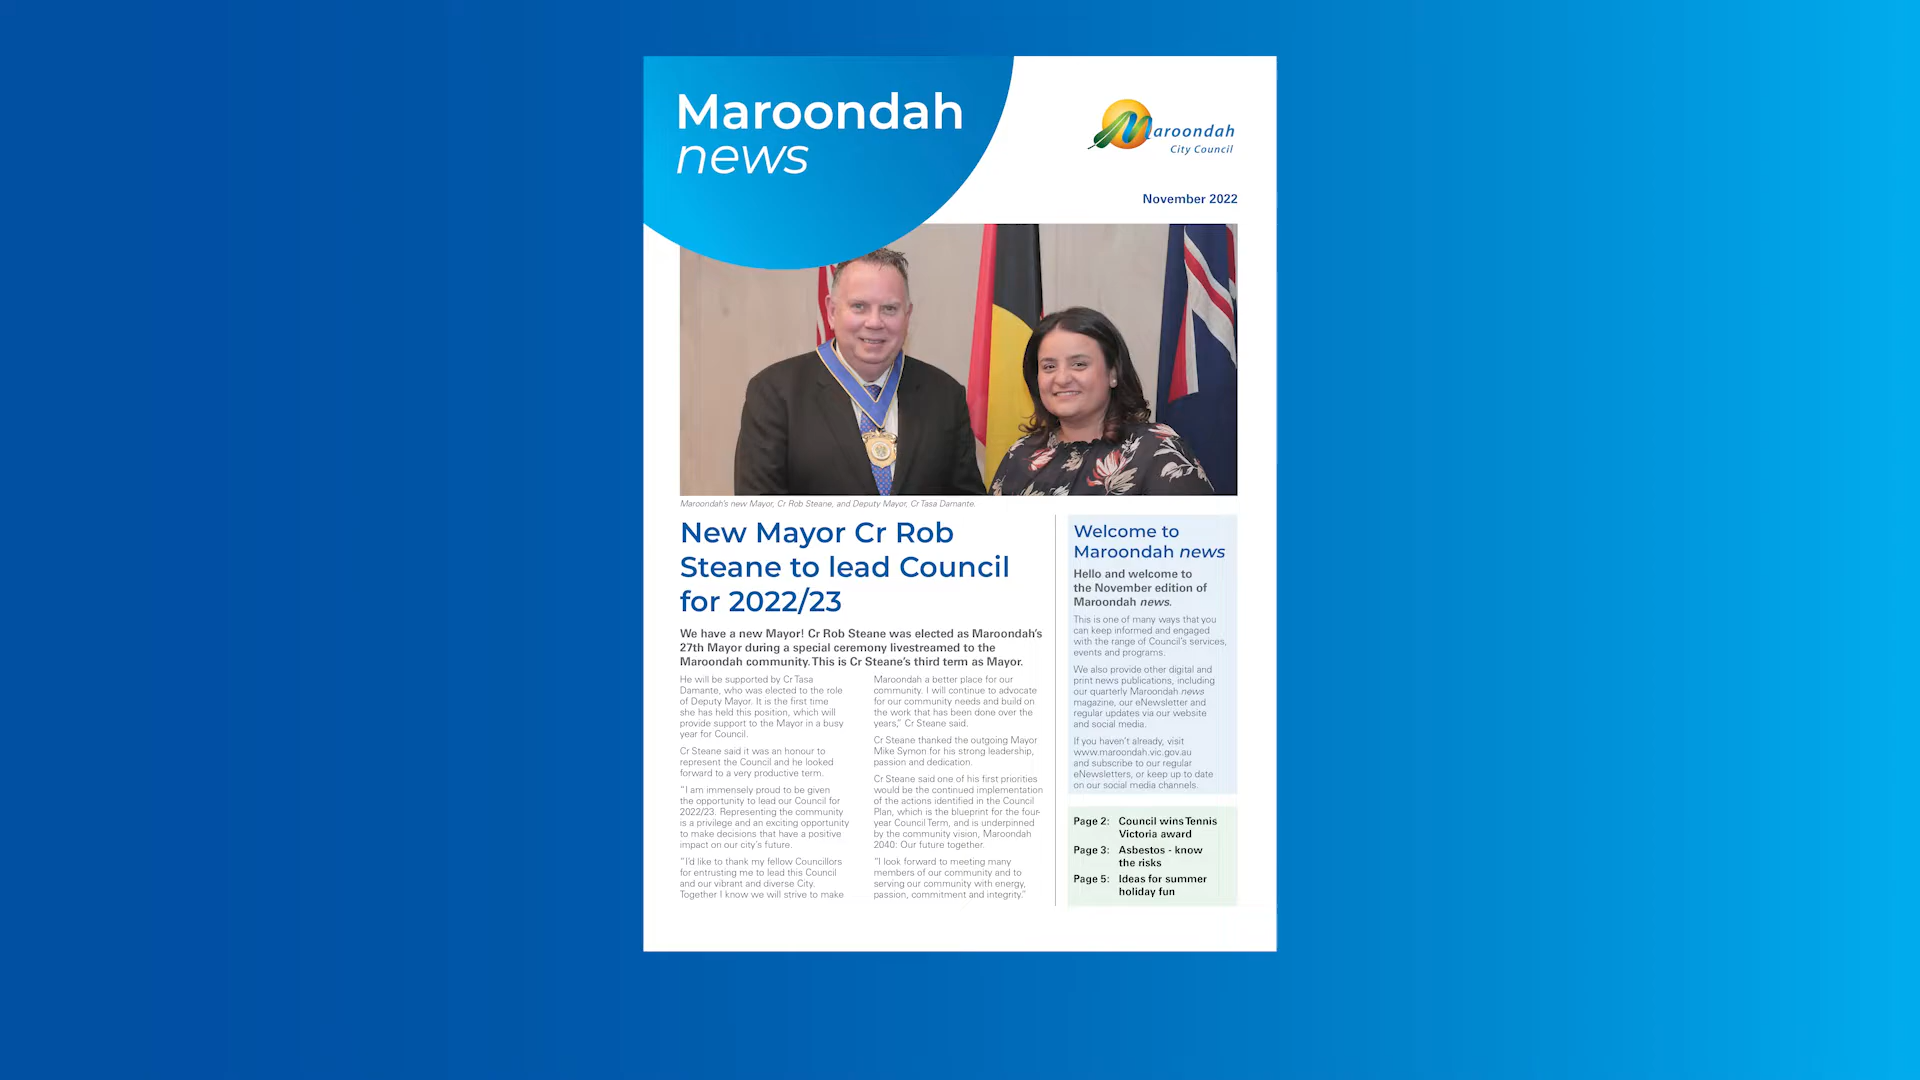 Maroondah
news
Maroondah
City Council
November 2022
Maroondah's new Mayor, Cr Rob Steane, and Deputy Mayor, Cr Tasa Damante.
New Mayor Cr Rob
Steane to lead Council
for 2022/23
We have a new Mayor! Cr Rob Steane was elected as Maroondah's
27th Mayor during a special ceremony livestreamed to the
Maroondah community. This is Cr Steane's third term as Mayor.
He will be supported by Cr Tasa
Damante, who was elected to the role
of Deputy Mayor. It is the first time
she has held this position, which will
provide support to the Mayor in a busy
year for Council.
Cr Steane said it was an honour to
represent the Council and he looked
forward to a very productive term.
"I am immensely proud to be given
the opportunity to lead our Council for
2022/23. Representing the community
is a privilege and an exciting opportunity
to make decisions that have a positive
impact on our city's future.
"I'd like to thank my fellow Councillors
for entrusting me to lead this Council
and our vibrant and diverse City.
Together I know we will strive to make
Maroondah a better place for our
community. I will continue to advocate
for our community needs and build on
the work that has been done over the
years," Cr Steane said.
Cr Steane thanked the outgoing Mayor
Mike Symon for his strong leadership,
passion and dedication.
Cr Steane said one of his first priorities
would be the continued implementation
of the actions identified in the Council
Plan, which is the blueprint for the four-
year Council Term, and is underpinned
by the community vision, Maroondah
2040: Our future together.
"I look forward to meeting many
members of our community and to
serving our community with energy,
passion, commitment and integrity."
Welcome to
Maroondah news
Hello and welcome to
the November edition of
Maroondah news.
This is one of many ways that you
can keep informed and engaged
with the range of Council's services,
events and programs.
We also provide other digital and
print news publications, including
our quarterly Maroondah news
magazine, our eNewsletter and
regular updates via our website
and social media.
If you haven't already, visit
www.maroondah.vic.gov.au
and subscribe to our regular
eNewsletters, or keep up to date
on our social media channels.
Page 2: Council wins Tennis
Victoria award
Page 3: Asbestos - know
the risks
Page 5: Ideas for summer
holiday fun